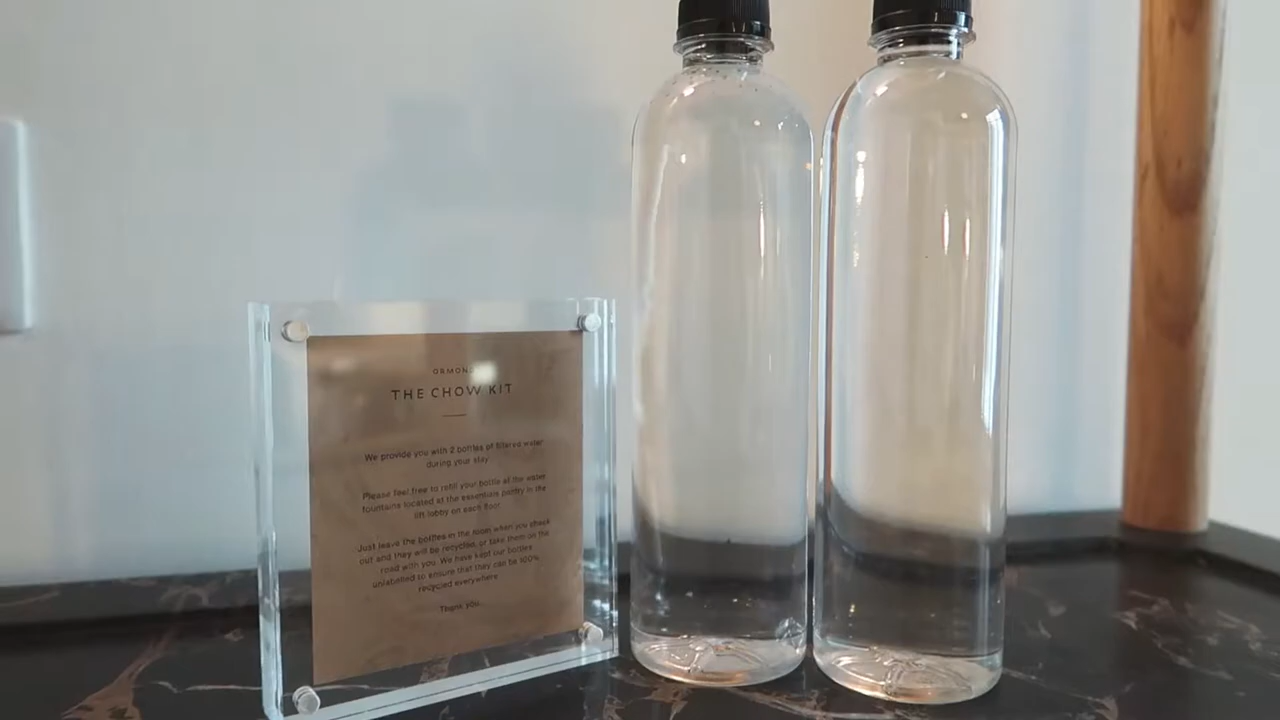 ORMOND
THE CHOW KIT
We provide you with 2 bottles of filtered water
during your stay.
Please feel free to refill your bottle at the water
fountains located at the essentials pantry in the
lift lobby on each floor.
Just leave the bottles in the room when you check
out and they will be recycled, or take them on the
road with you. We have kept our bottles
unlabelled to ensure that they can be 100%
recycled everywhere.
Thank you.